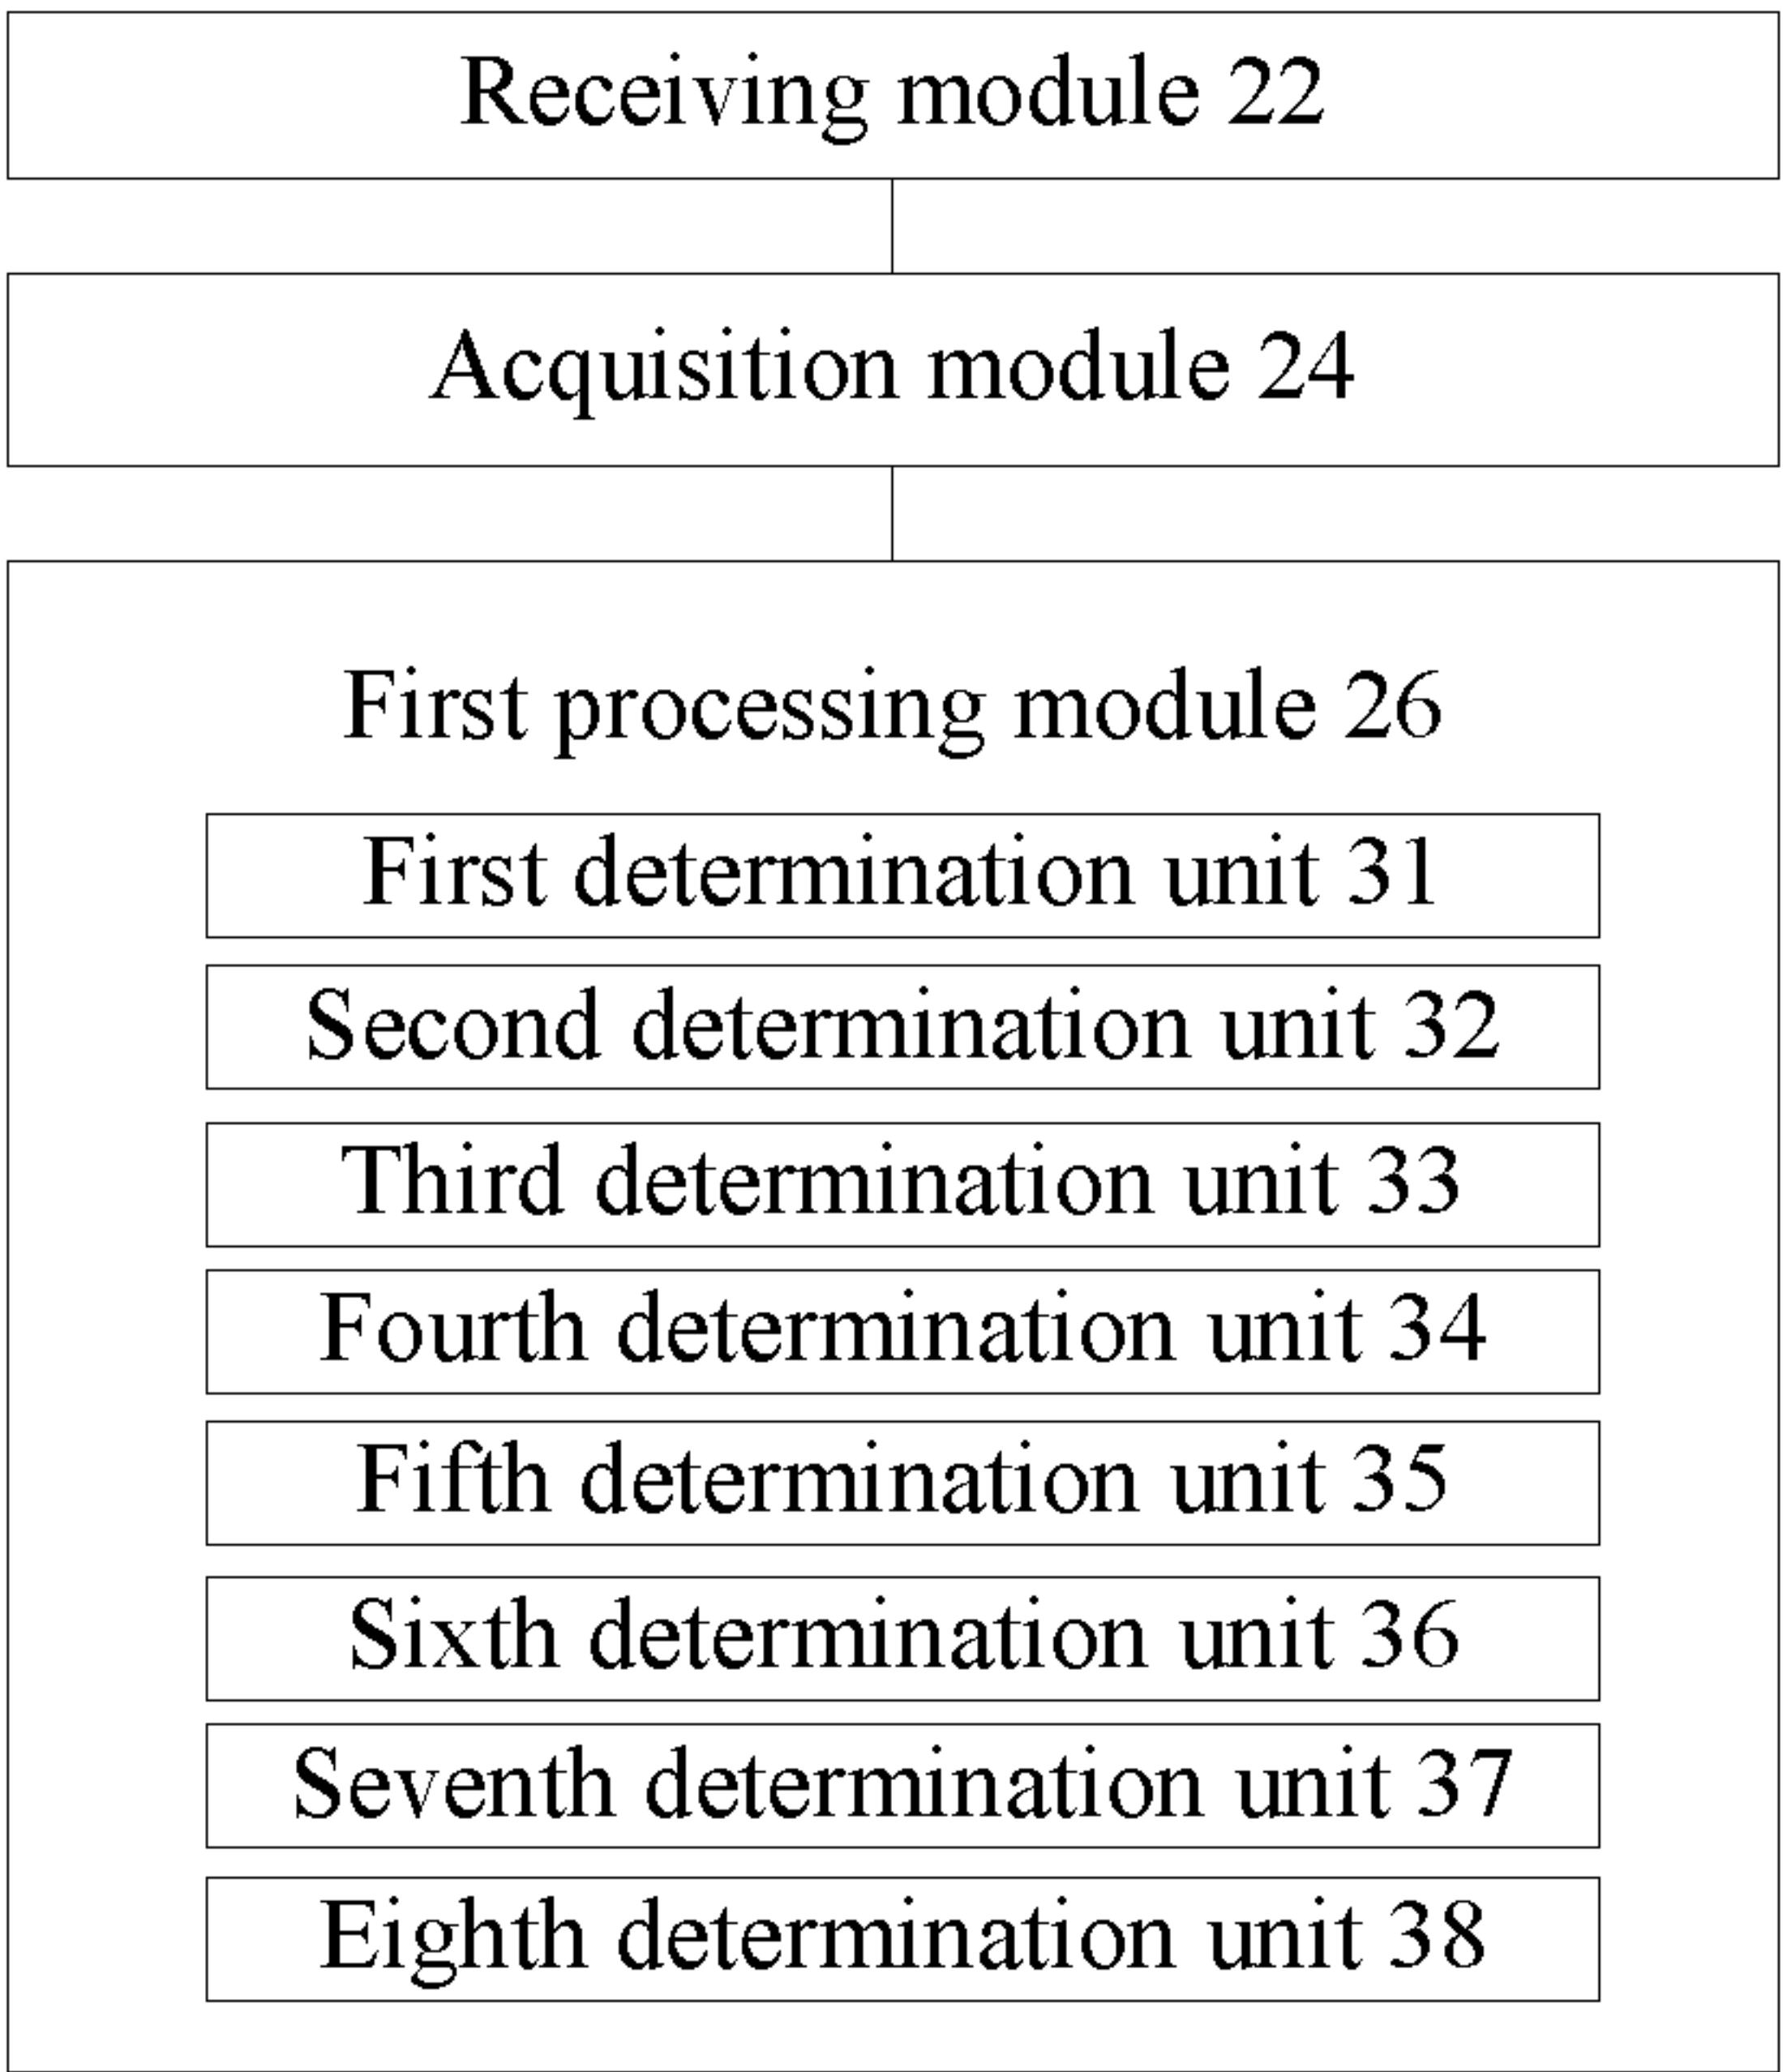 Receiving module 22
Acquisition module 24
First processing module 26
First determination unit 31
Second determination unit 32
Third determination unit 33
Fourth determination unit 34
Fifth determination unit 35
Sixth determination unit 36
Seventh determination unit 37
Eighth determination unit 38